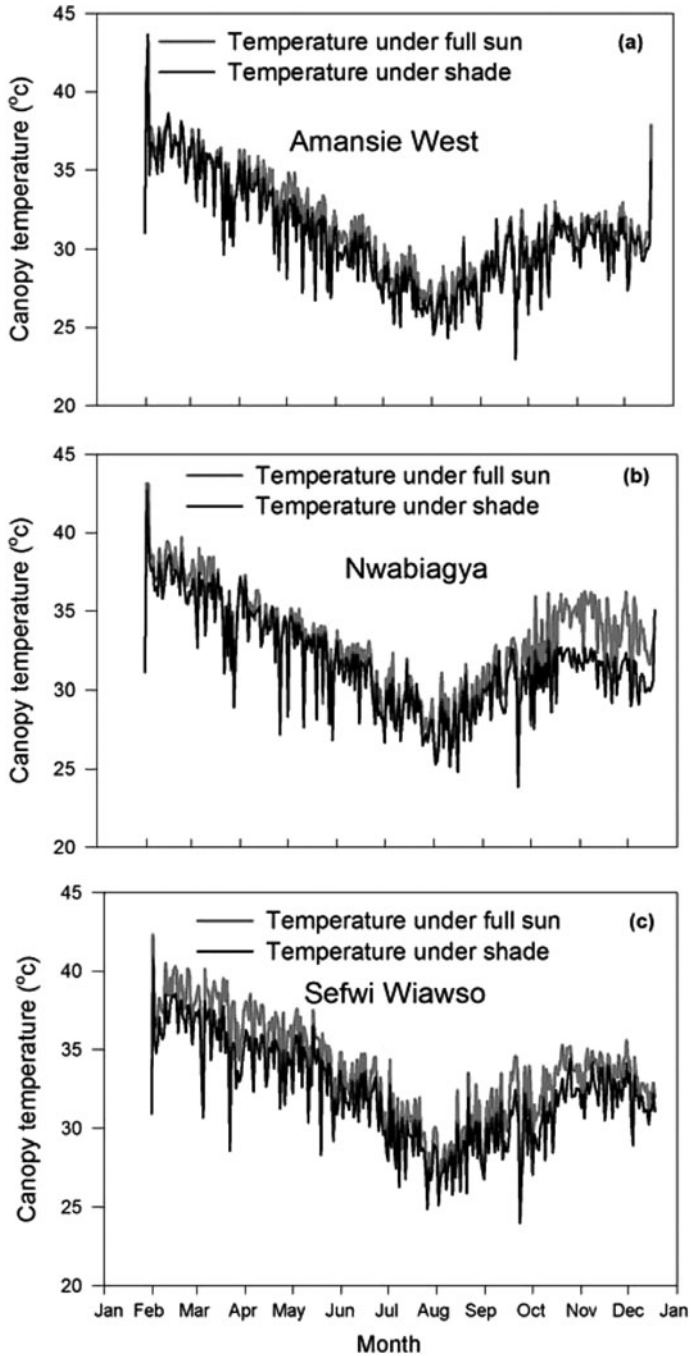 45
40
35
30
25
20
Canopy temperature (ºc)
Temperature under full sun
Temperature under shade
(a)
Amansie West
45
40
35
30
25
20
Canopy temperature (ºc)
Temperature under full sun
Temperature under shade
(b)
Nwabiagya
45
40
35
30
25
20
Canopy temperature (ºc)
Temperature under full sun
Temperature under shade
(c)
Sefwi Wiawso
Jan Feb Mar Apr May Jun Jul Aug Sep Oct Nov Dec Jan
Month